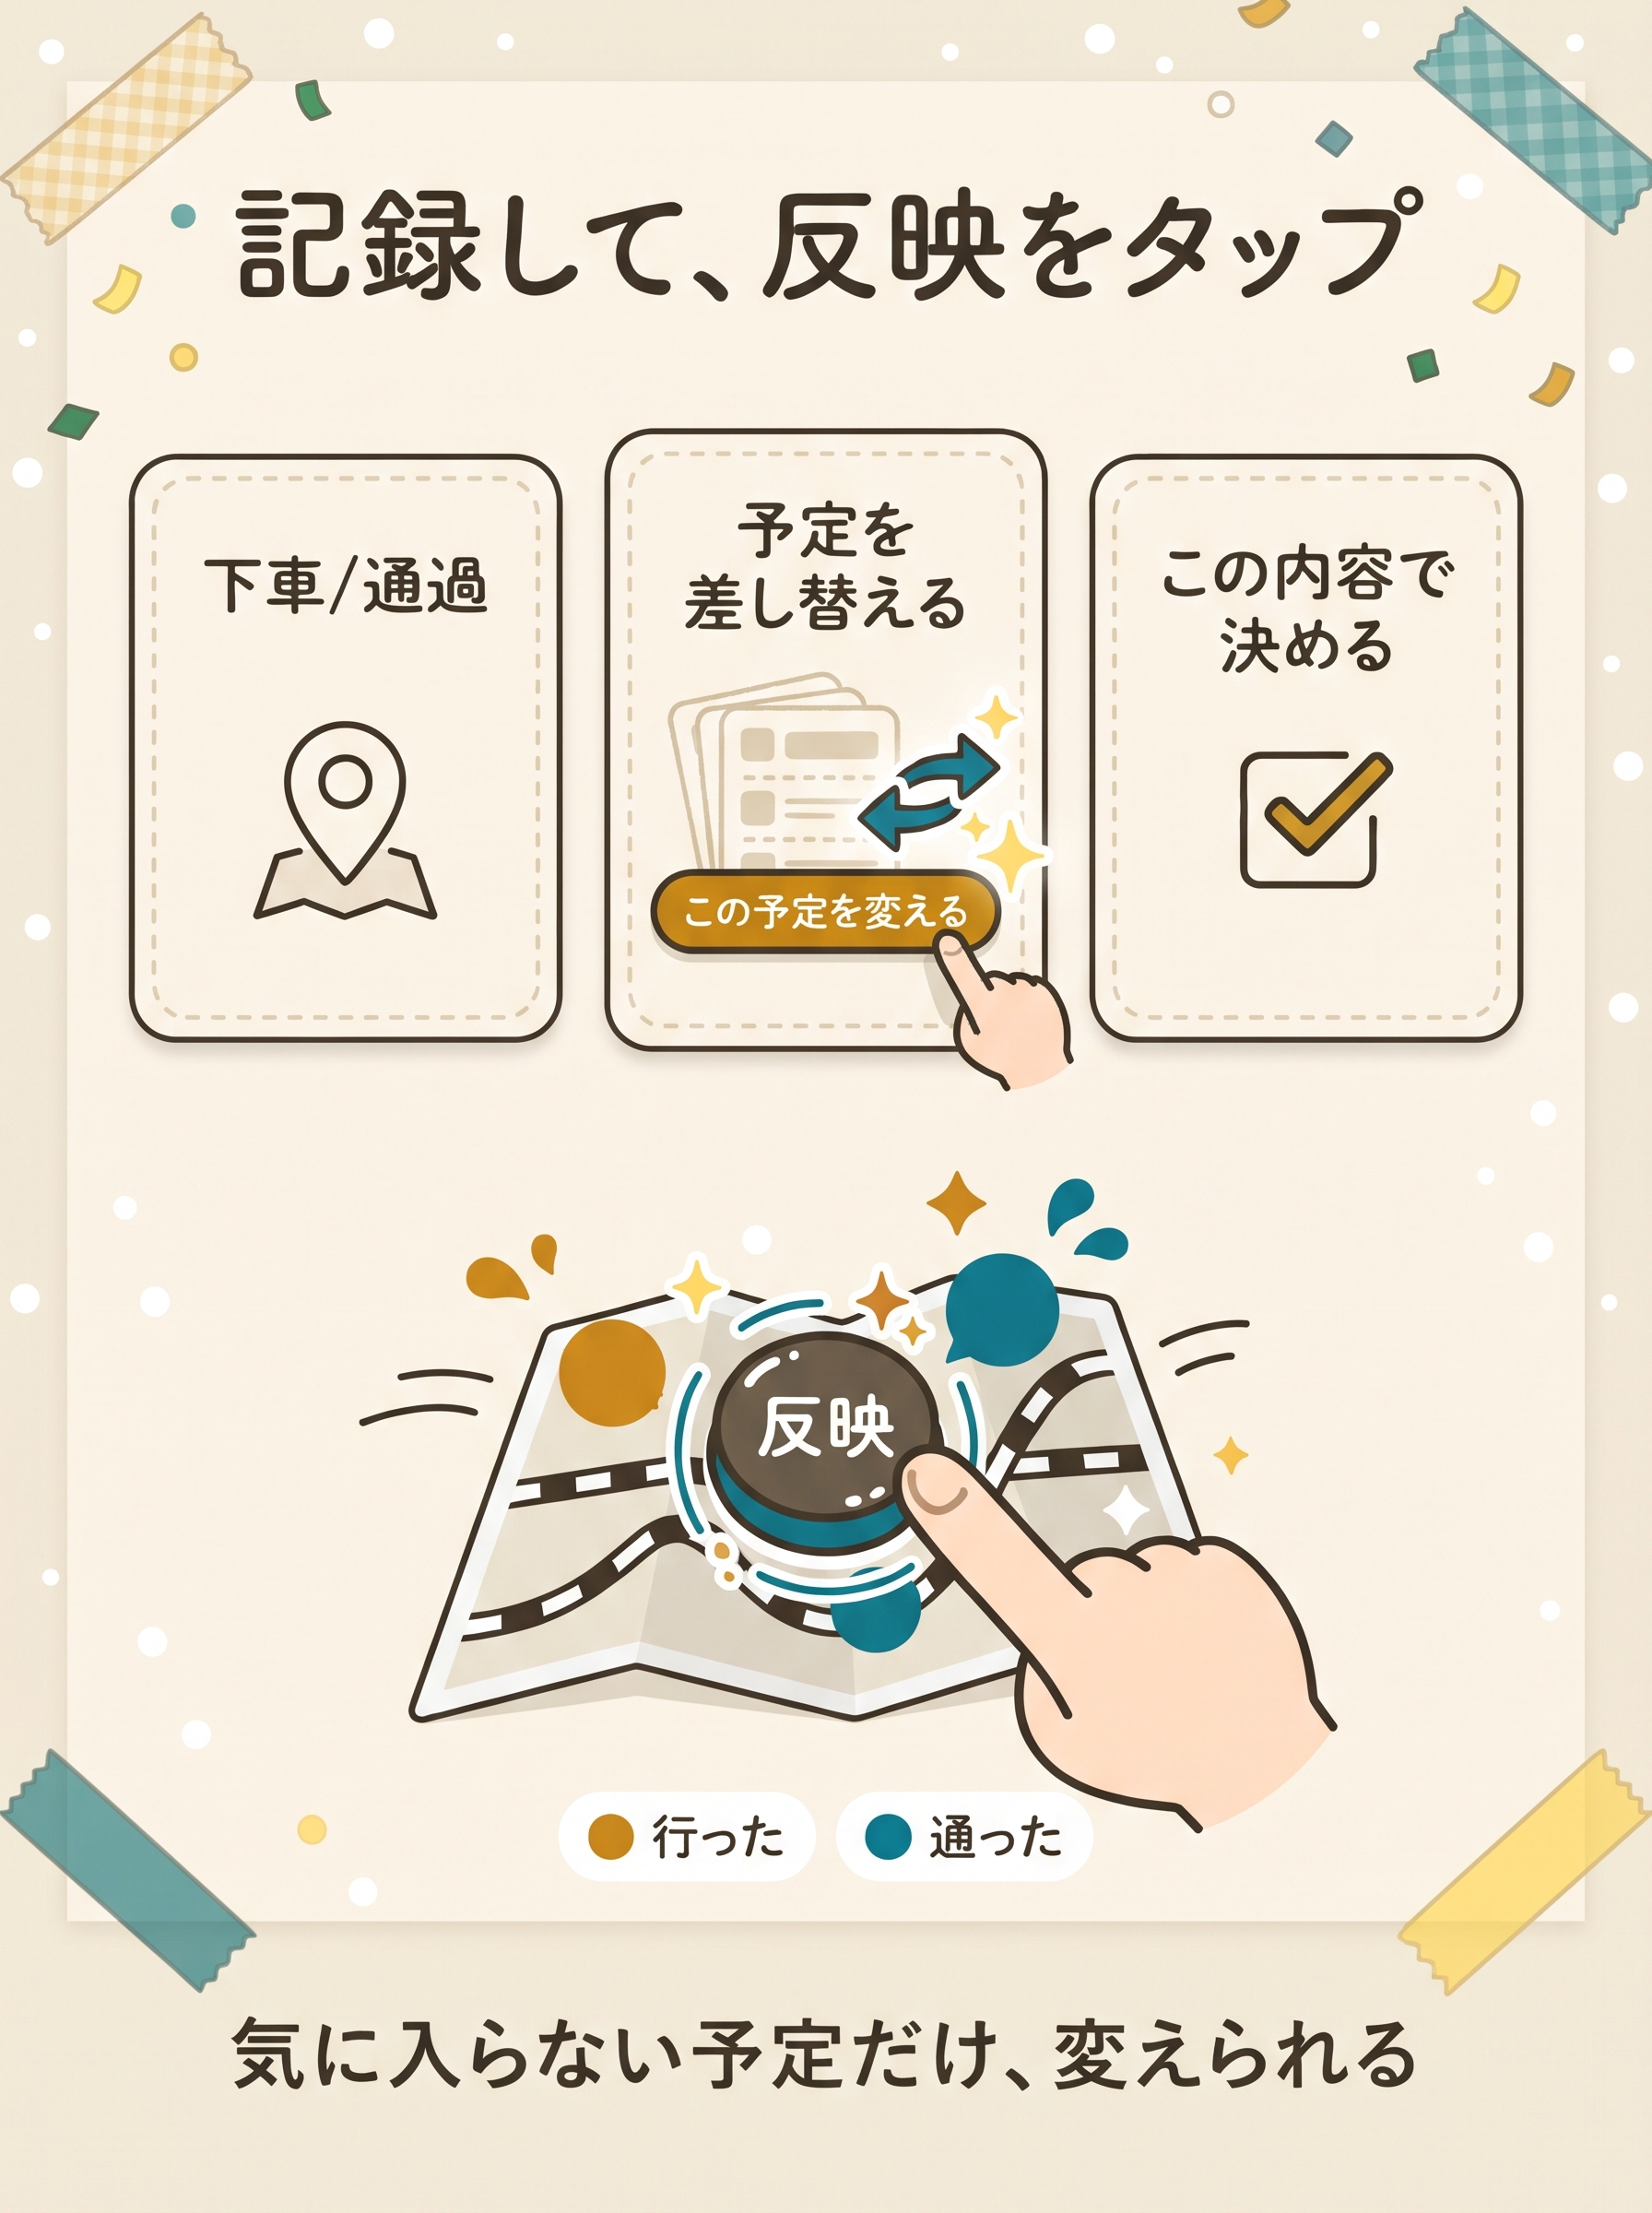 記録して、反映をタップ
下車/通過
予定を
差し替える
この予定を変える
この内容で
決める
反映
行った
通った
気に入らない予定だけ、変えられる